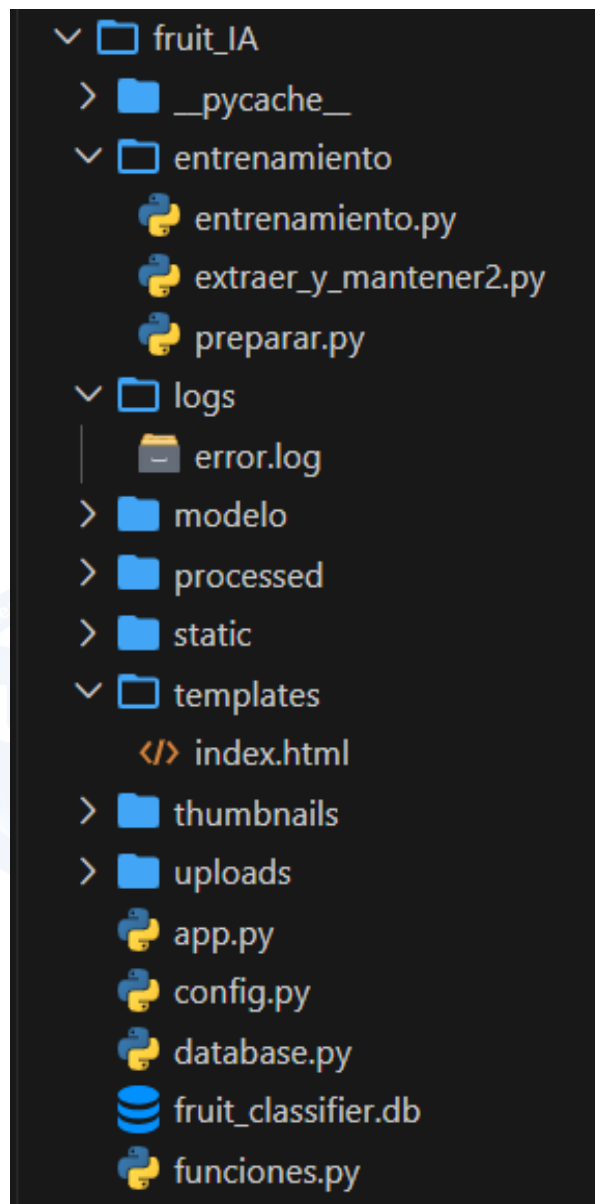 fruit_IA
__pycache__
entrenamiento
entrenamiento.py
extraer_y_mantener2.py
preparar.py
logs
error.log
modelo
processed
static
templates
index.html
thumbnails
uploads
app.py
config.py
database.py
fruit_classifier.db
funciones.py